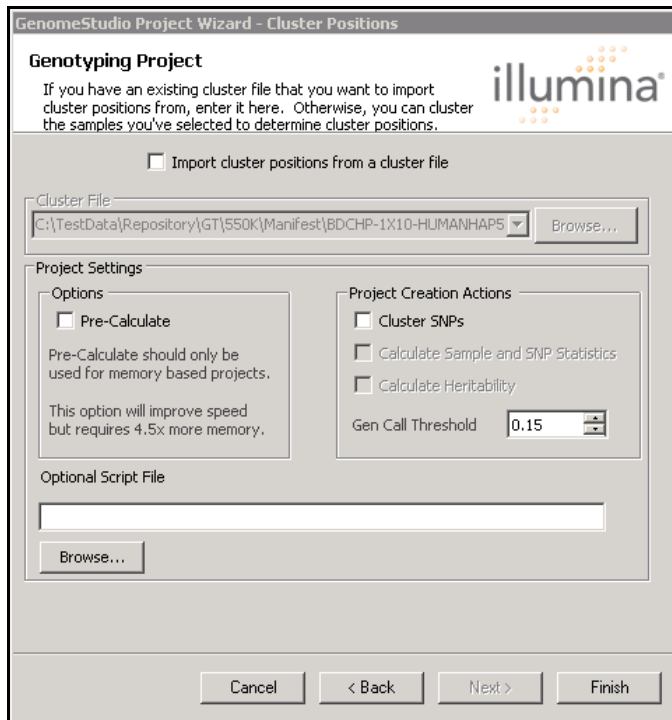 GenomeStudio Project Wizard - Cluster Positions
Genotyping Project
If you have an existing cluster file that you want to import
cluster positions from, enter it here. Otherwise, you can cluster
the samples you've selected to determine cluster positions.
illumina®
Import cluster positions from a cluster file
Cluster File
C:\TestData\Repository\GT\550K\Manifest\BDCHP-1X10-HUMANHAP5
Browse...
Project Settings
Options
Pre-Calculate
Pre-Calculate should only be
used for memory based projects.
This option will improve speed
but requires 4.5x more memory.
Project Creation Actions
Cluster SNPs
Calculate Sample and SNP Statistics
Calculate Heritability
Gen Call Threshold 0.15
Optional Script File
Browse...
Cancel < Back Next > Finish